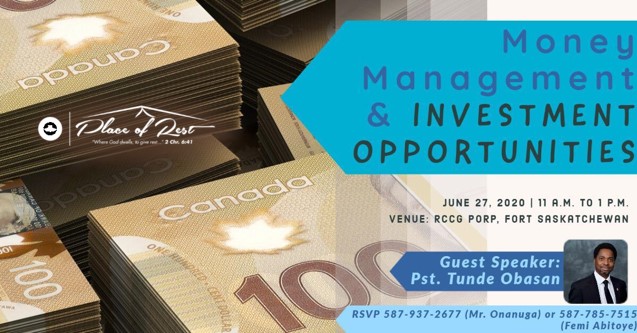 Canada
Place of Rest
"Where God dwells, to give rest..." 2 Chr. 6:41
Canada
100
100
Money
Management
& INVESTMENT
OPPORTUNITIES
JUNE 27, 2020 | 11 A.M. TO 1 P.M.
VENUE: RCCG PORP, FORT SASKATCHEWAN
Guest Speaker:
Pst. Tunde Obasan
RSVP 587-937-2677 (Mr. Onanuga) or 587-785-7515
(Femi Abitoye)